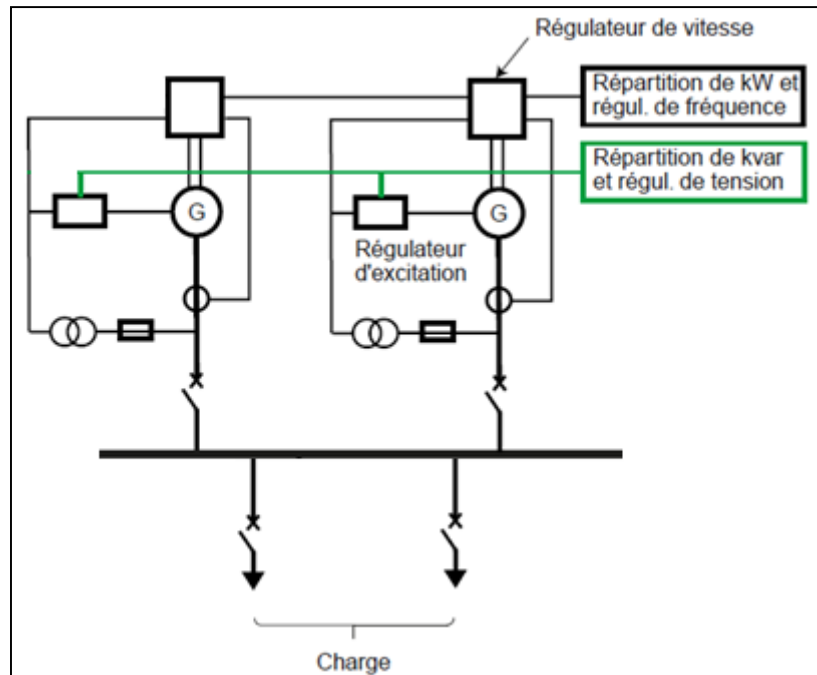 Régulateur de vitesse
Répartition de kW et
régul. de fréquence
Répartition de kvar
et régul. de tension
G
G
Régulateur
d'excitation
Charge